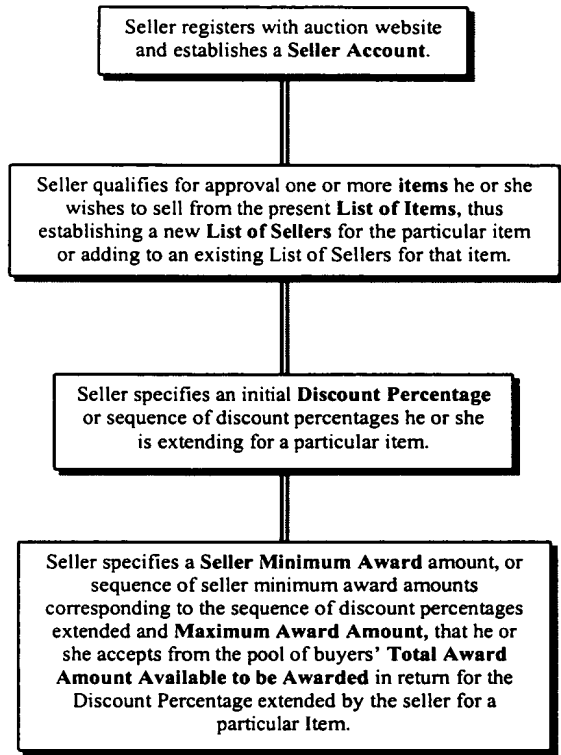 Seller registers with auction website
and establishes a Seller Account.
Seller qualifies for approval one or more items he or she
wishes to sell from the present List of Items, thus
establishing a new List of Sellers for the particular item
or adding to an existing List of Sellers for that item.
Seller specifies an initial Discount Percentage
or sequence of discount percentages he or she
is extending for a particular item.
Seller specifies a Seller Minimum Award amount, or
sequence of seller minimum award amounts
corresponding to the sequence of discount percentages
extended and Maximum Award Amount, that he or
she accepts from the pool of buyers' Total Award
Amount Available to be Awarded in return for the
Discount Percentage extended by the seller for a
particular Item.